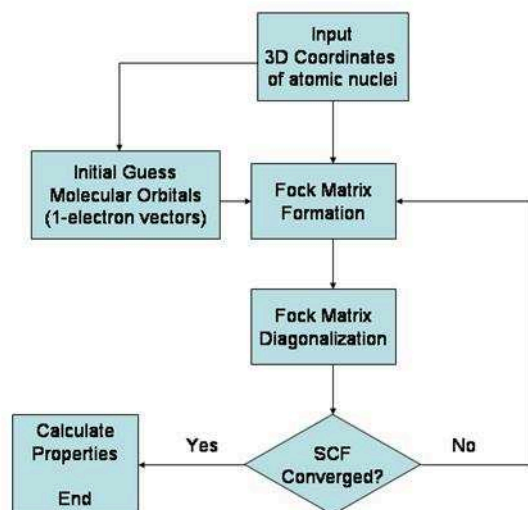 Input
3D Coordinates
of atomic nuclei
Initial Guess
Molecular Orbitals
(1-electron vectors)
Fock Matrix
Formation
Fock Matrix
Diagonalization
SCF
Converged?
Yes
No
Calculate
Properties
End